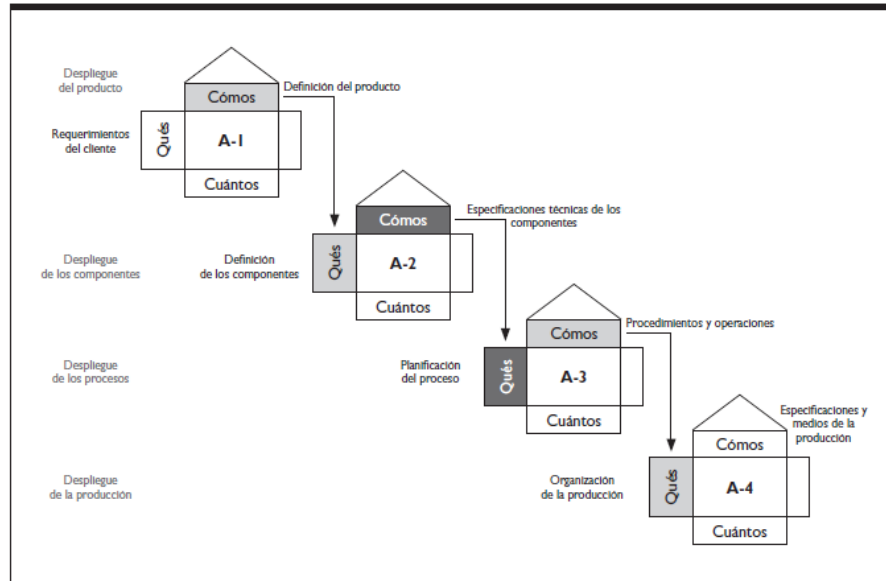 Despliegue
del producto
Cómos
Definición del producto
Requerimientos
del cliente
Qués
A-1
Cuántos
Cómos
Especificaciones técnicas de los
componentes
Despliegue
de los componentes
Definición
de los componentes
Qués
A-2
Cuántos
Cómos
Procedimientos y operaciones
Despliegue
de los procesos
Planificación
del proceso
Qués
A-3
Cuántos
Especificaciones y
medios de la
producción
Cómos
Despliegue
de la producción
Organización
de la producción
Qués
A-4
Cuántos